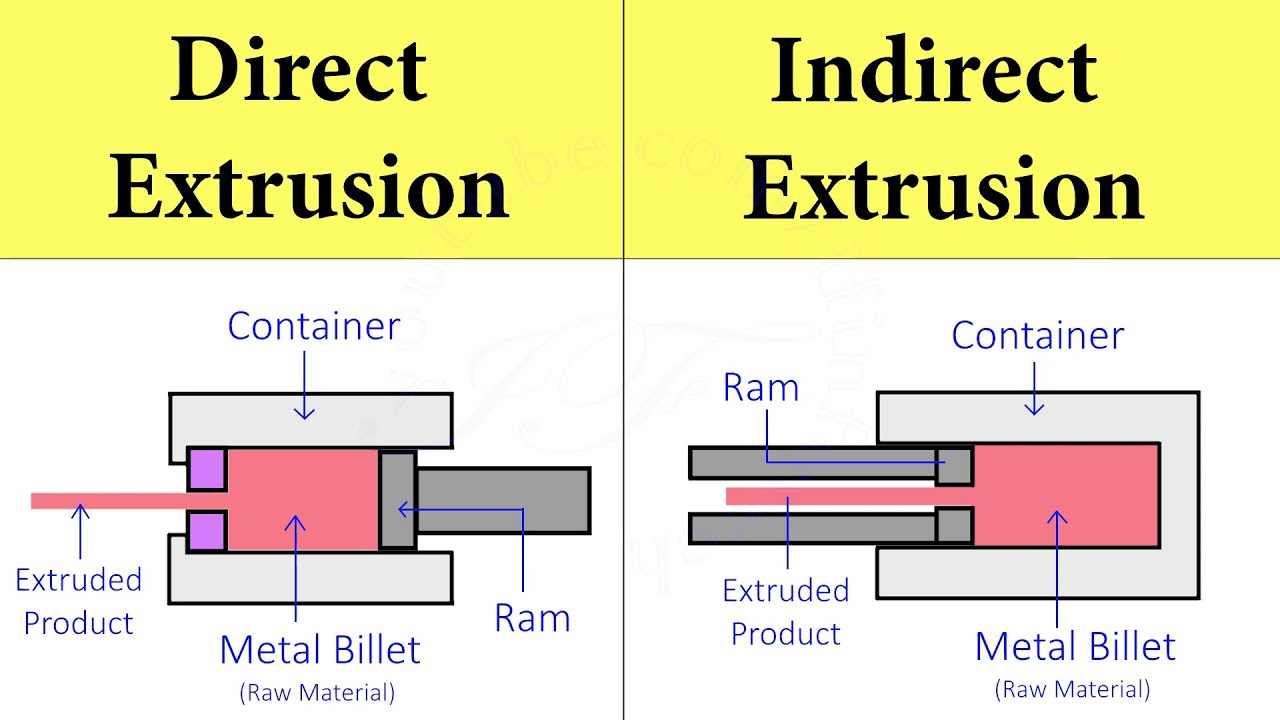 Direct
Extrusion
Indirect
Extrusion
Container
Extruded
Product
Metal Billet
(Raw Material)
Ram
Container
Ram
Extruded
Product
Metal Billet
(Raw Material)